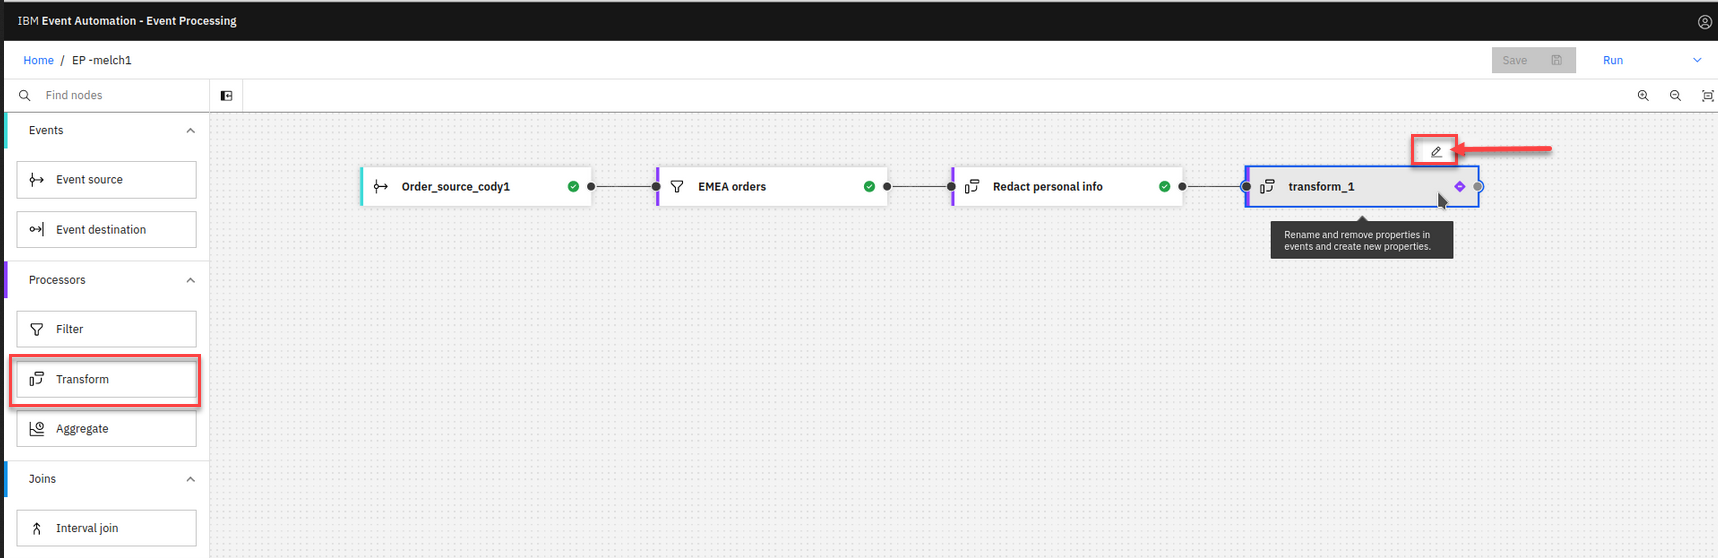 IBM Event Automation - Event Processing
Home / EP -melch1
Save
Run
Find nodes
Events
Event source
Event destination
Processors
Filter
Transform
Aggregate
Joins
Interval join
Order_source_cody1
EMEA orders
Redact personal info
transform_1
Rename and remove properties in
events and create new properties.